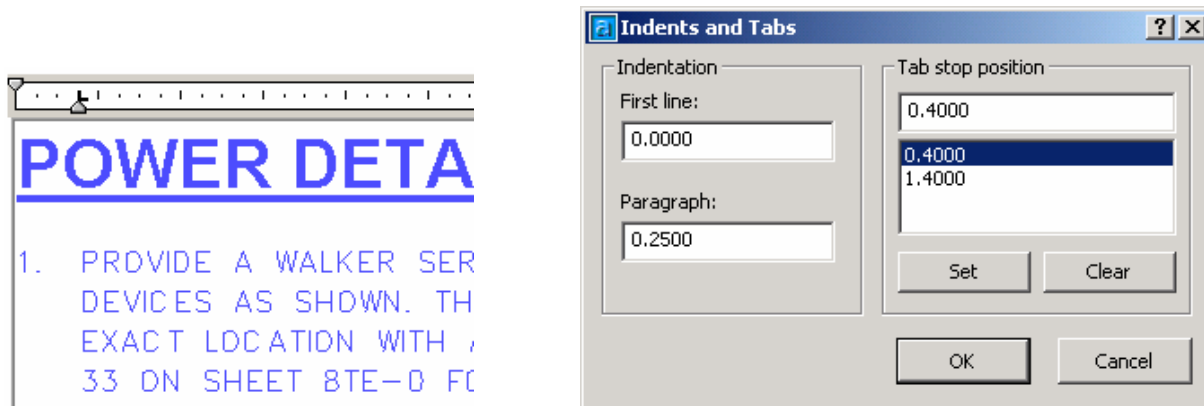 POWER DETA
1. PROVIDE A WALKER SER
DEVICES AS SHOWN. TH
EXACT LOCATION WITH
33 ON SHEET 8TE-0 FO
Indents and Tabs
Indentation
First line:
0.0000
Paragraph:
0.2500
Tab stop position
0.4000
0.4000
1.4000
Set
Clear
OK
Cancel